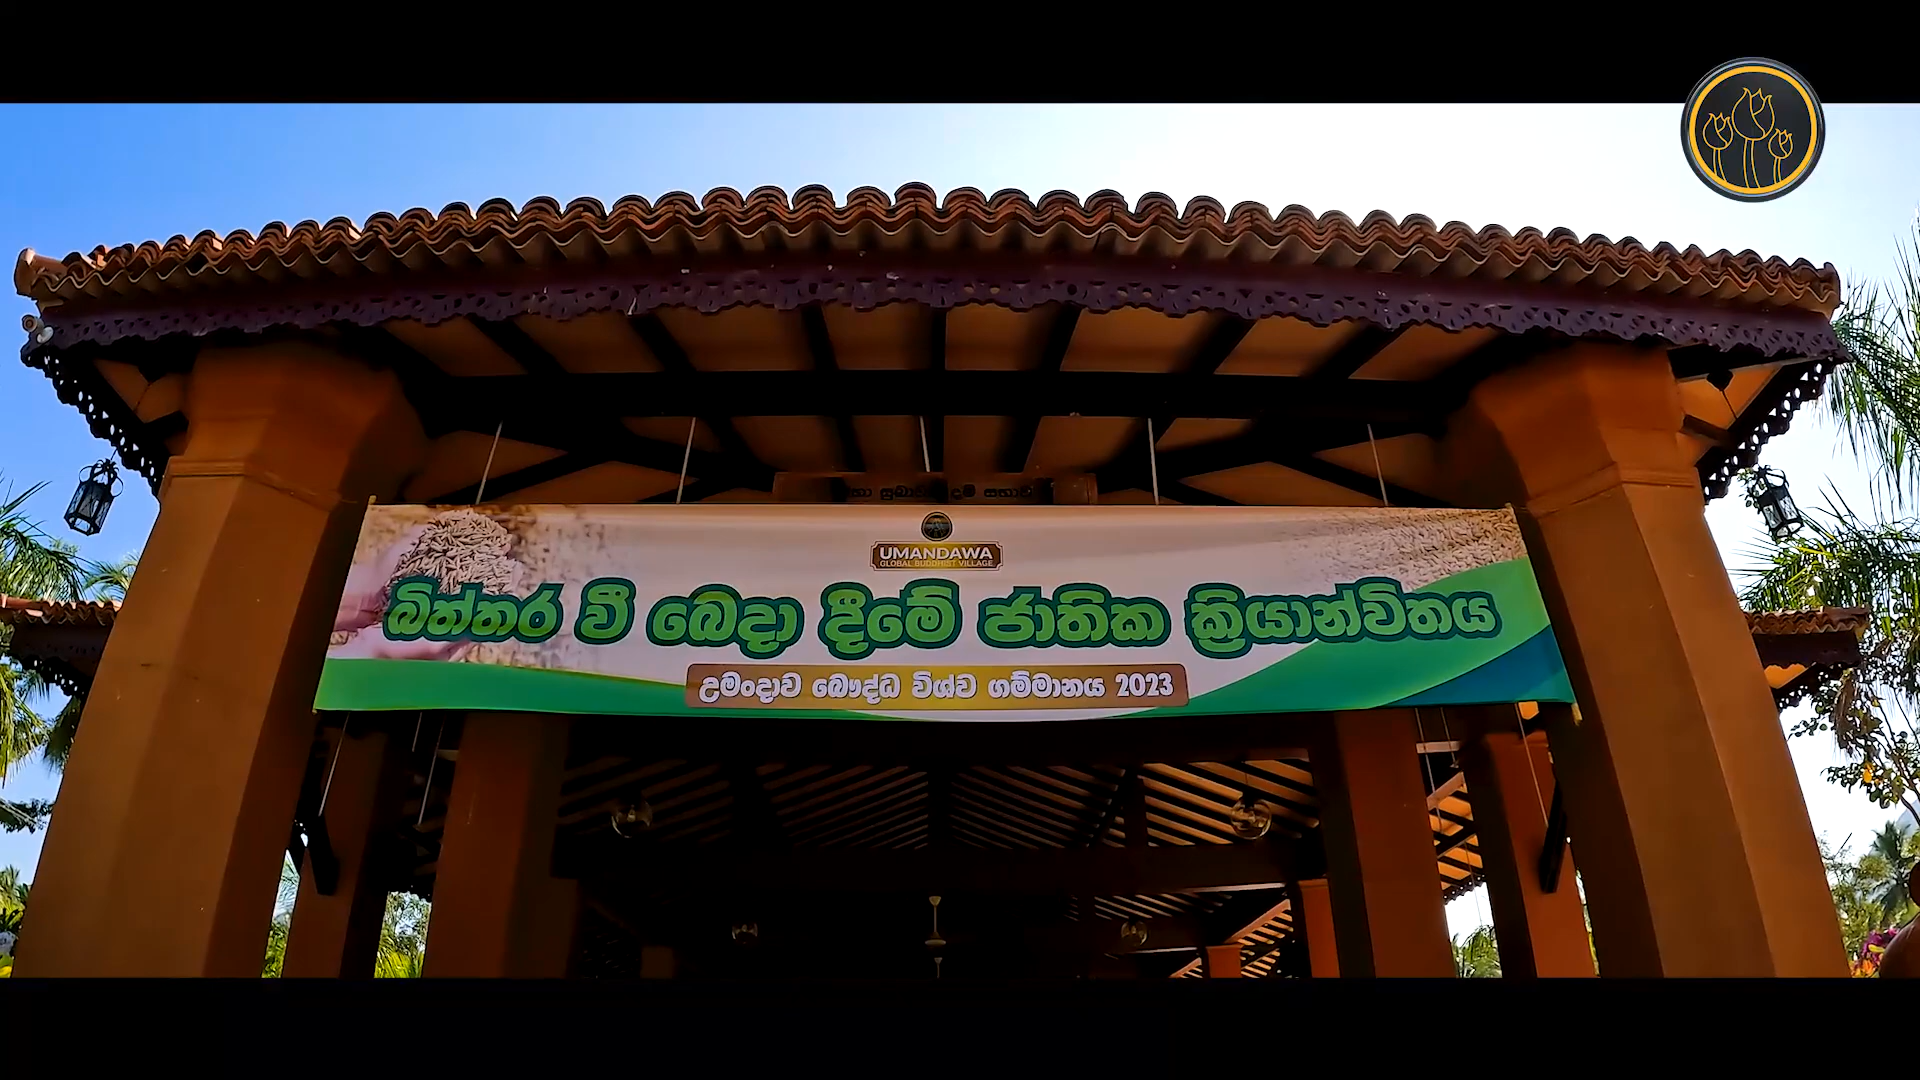 UMANDAWA
GLOBAL BUDDHIST VILLAGE
බිත්තර වී බෙදා දීමේ ජාතික ක්‍රියාන්විතය
උමංදාව බෞද්ධ විශ්ව ගම්මානය 2023